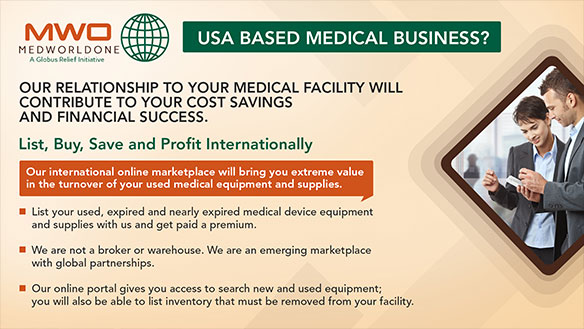 MWO
MEDWORLDONE
A Globus Relief Initiative
USA BASED MEDICAL BUSINESS?
OUR RELATIONSHIP TO YOUR MEDICAL FACILITY WILL
CONTRIBUTE TO YOUR COST SAVINGS
AND FINANCIAL SUCCESS.
List, Buy, Save and Profit Internationally
Our international online marketplace will bring you extreme value
in the turnover of your used medical equipment and supplies.
List your used, expired and nearly expired medical device equipment
and supplies with us and get paid a premium.
We are not a broker or warehouse. We are an emerging marketplace
with global partnerships.
Our online portal gives you access to search new and used equipment;
you will also be able to list inventory that must be removed from your facility.